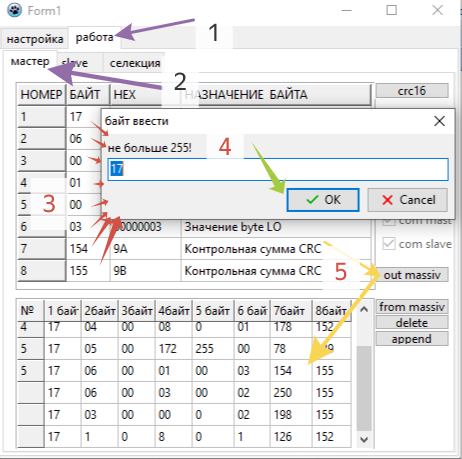 Form1
настройка работа 1
мастер slave селекция 2
НОМЕР БАЙТ HEX НАЗНАЧЕНИЕ БАЙТА crc16
1 17
2 06
3 00
4 01
5 00
6 03 0000003 Значение byte LO
7 154 9A Контрольная сумма CRC
8 155 9B Контрольная сумма CRC
байт ввести
не больше 255! 4
17
OK Cancel
3
com mast
com slave
5
out massiv
from massiv
delete
append
№ 1 байт 2байт 3байт 4байт 5 байт 6 байт 7байт 8байт
4 17 04 00 08 0 01 178 152
5 17 05 00 172 255 00 78
5 17 06 00 01 00 03 154 155
17 06 00 03 00 02 250 155
17 03 00 00 0 02 198 155
17 1 0 8 0 1 126 152